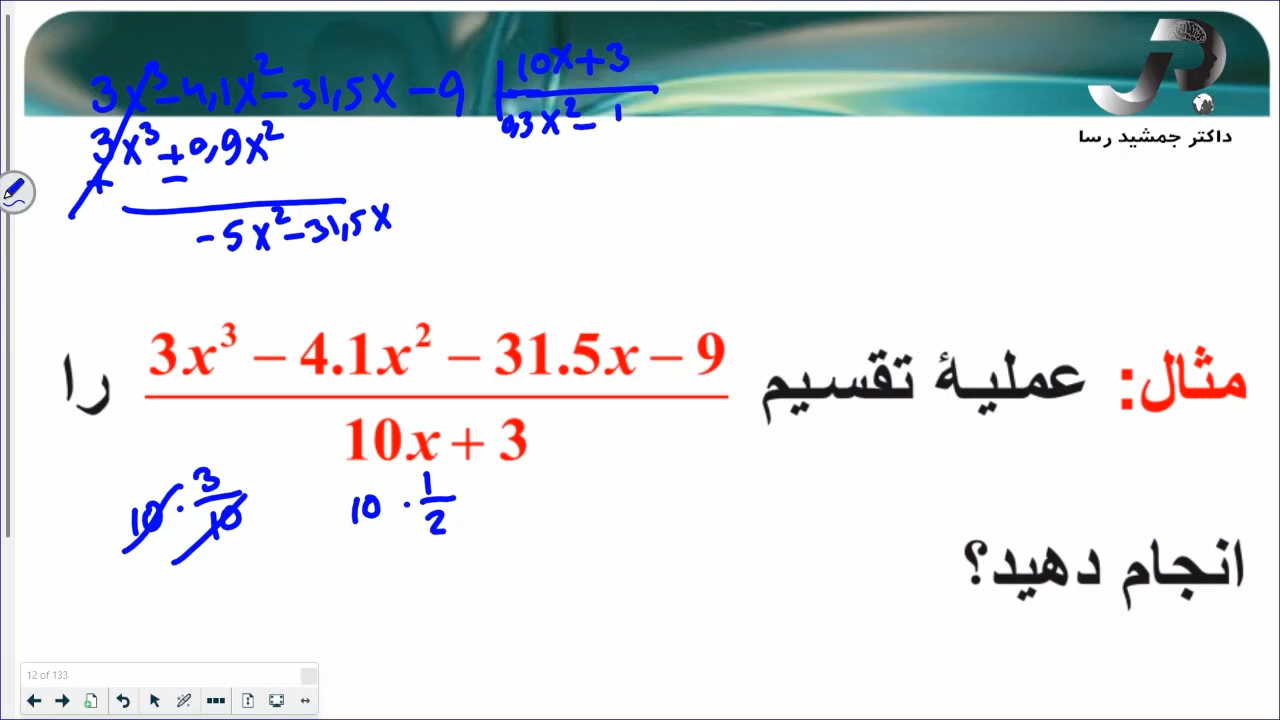 3x³ - 4,1x² - 31,5x - 9 | 10x + 3
3x³ + 0,9x²
0,3x² - 1
+ -
- 5x² - 31,5x
داکتر جمشید رسا
مثال: عملیهٔ تقسیم (3x³ − 4.1x² − 31.5x − 9)/(10x + 3) را
10 · 3/10
10 · 1/2
انجام دهید؟
12 of 133